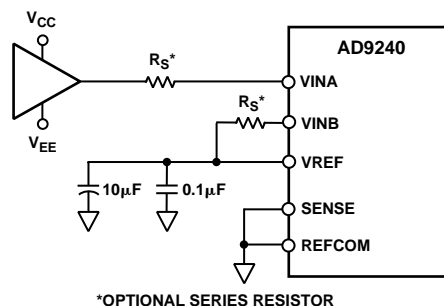 VCC
AD9240
RS*
VINA
RS*
VINB
VEE
VREF
10µF
0.1µF
SENSE
REFCOM
*OPTIONAL SERIES RESISTOR